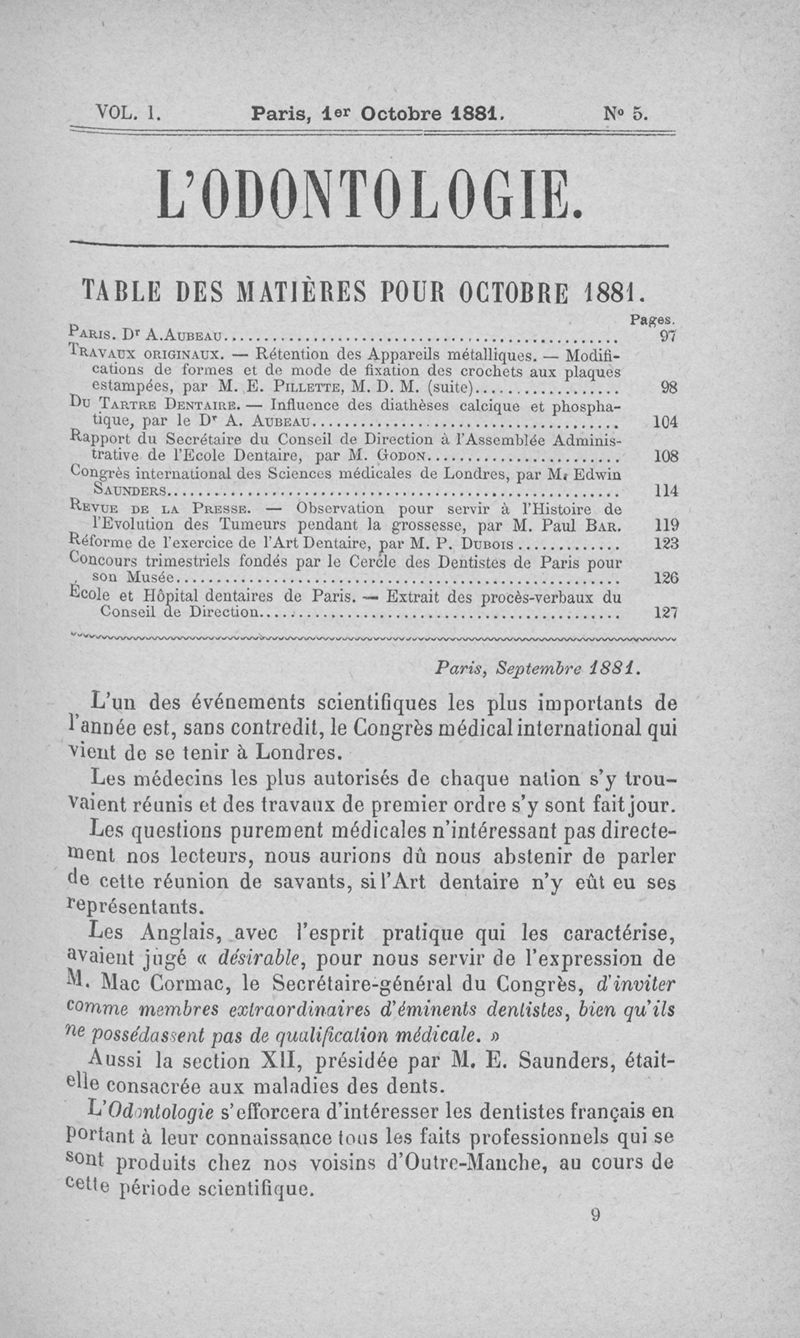 VOL. 1. Paris, 1er Octobre 1881. No 5.
L'ODONTOLOGIE.
TABLE DES MATIÈRES POUR OCTOBRE 1881.
Pages.
PARIS. Dr A. AUBEAU........ 97
TRAVAUX ORIGINAUX. — Rétention des Appareils métalliques. — Modifi-
cations de formes et de mode de fixation des crochets aux plaques
estampées, par M. E. PILLETTE, M. D. M. (suite)........ 98
DU TARTRE DENTAIRE. — Influence des diathèses calcique et phospha-
tique, par le Dr A. AUBEAU........ 104
Rapport du Secrétaire du Conseil de Direction à l'Assemblée Adminis-
trative de l'Ecole Dentaire, par M. GODON........ 108
Congrès international des Sciences médicales de Londres, par Mr Edwin
SAUNDERS........ 114
REVUE DE LA PRESSE. — Observation pour servir à l'Histoire de
l'Evolution des Tumeurs pendant la grossesse, par M. Paul BAR. 119
Réforme de l'exercice de l'Art Dentaire, par M. P. DUBOIS........ 123
Concours trimestriels fondés par le Cercle des Dentistes de Paris pour
son Musée........ 126
Ecole et Hôpital dentaires de Paris. — Extrait des procès-verbaux du
Conseil de Direction........ 127
Paris, Septembre 1881.
L'un des événements scientifiques les plus importants de
l'année est, sans contredit, le Congrès médical international qui
vient de se tenir à Londres.
Les médecins les plus autorisés de chaque nation s'y trou-
vaient réunis et des travaux de premier ordre s'y sont fait jour.
Les questions purement médicales n'intéressant pas directe-
ment nos lecteurs, nous aurions dû nous abstenir de parler
de cette réunion de savants, si l'Art dentaire n'y eût eu ses
représentants.
Les Anglais, avec l'esprit pratique qui les caractérise,
avaient jugé « désirable, pour nous servir de l'expression de
M. Mac Cormac, le Secrétaire-général du Congrès, d'inviter
comme membres extraordinaires d'éminents dentistes, bien qu'ils
ne possédassent pas de qualification médicale. »
Aussi la section XII, présidée par M. E. Saunders, était-
elle consacrée aux maladies des dents.
L'Odontologie s'efforcera d'intéresser les dentistes français en
portant à leur connaissance tous les faits professionnels qui se
sont produits chez nos voisins d'Outre-Manche, au cours de
cette période scientifique.
9